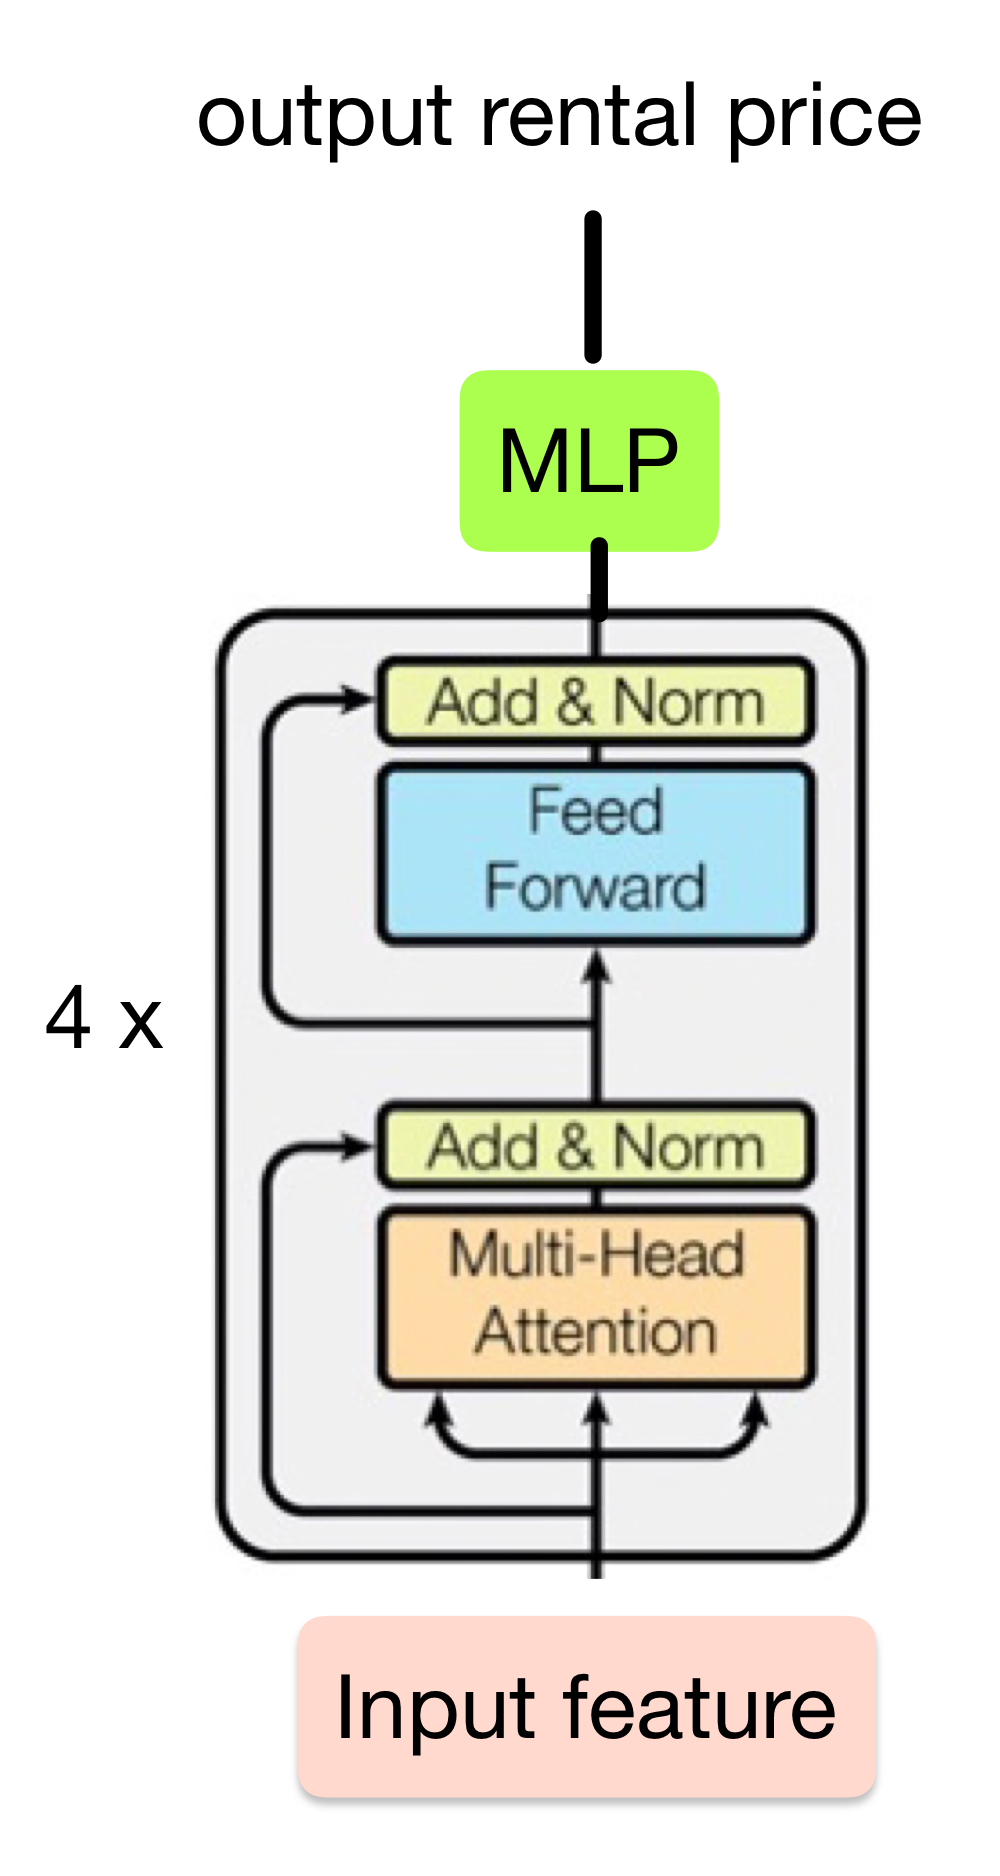 output rental price
MLP
Add & Norm
Feed
Forward
4 x
Add & Norm
Multi-Head
Attention
Input feature